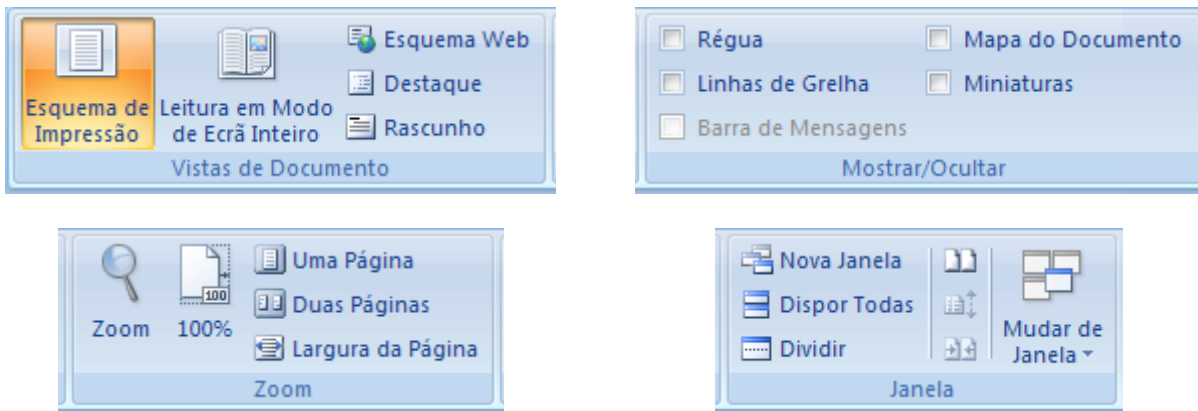 Esquema de
Impressão
Leitura em Modo
de Ecrã Inteiro
Esquema Web
Destaque
Rascunho
Vistas de Documento
Régua
Linhas de Grelha
Barra de Mensagens
Mapa do Documento
Miniaturas
Mostrar/Ocultar
Zoom
100
100%
Uma Página
Duas Páginas
Largura da Página
Zoom
Nova Janela
Dispor Todas
Dividir
Mudar de
Janela
Janela